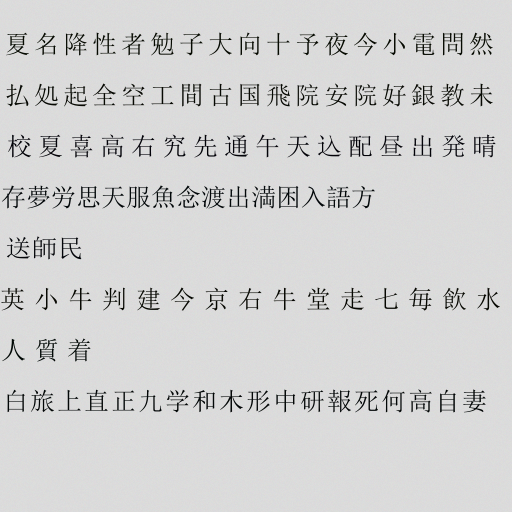 夏名降性者勉子大向十予夜今小電問然
払処起全空工間古国飛院安院好銀教未
校夏喜高右究先通午天込配昼出発晴
存夢労思天服魚念渡出満困入語方
送師民
英小牛判建今京右牛堂走七毎飲水
人質着
白旅上直正九学和木形中研報死何高自妻